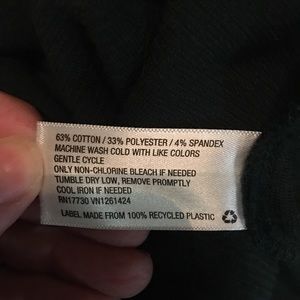 63% COTTON / 33% POLYESTER / 4% SPANDEX
MACHINE WASH COLD WITH LIKE COLORS
GENTLE CYCLE
ONLY NON-CHLORINE BLEACH IF NEEDED
TUMBLE DRY LOW, REMOVE PROMPTLY
COOL IRON IF NEEDED
RN17730 VN1261424
LABEL MADE FROM 100% RECYCLED PLASTIC